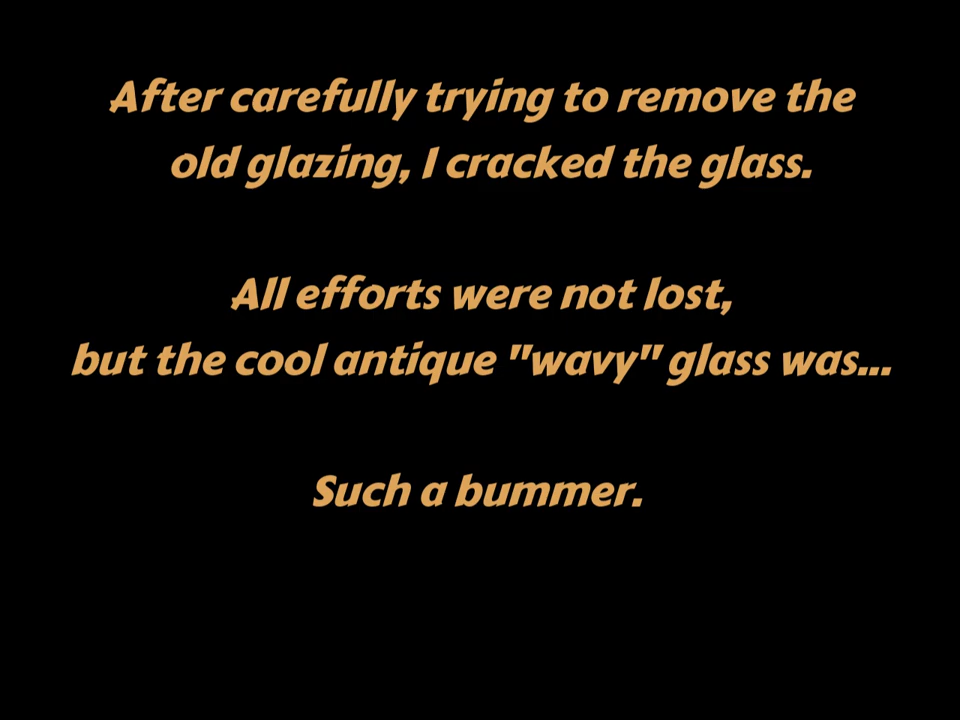 After carefully trying to remove the
old glazing, I cracked the glass.
All efforts were not lost,
but the cool antique "wavy" glass was...
Such a bummer.